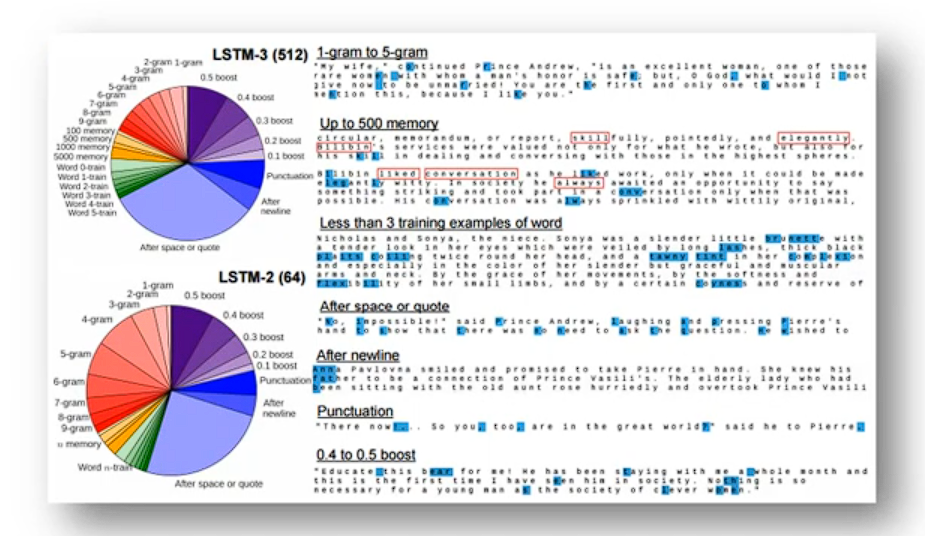 LSTM-3 (512)
2-gram 1-gram
3-gram
4-gram
5-gram
6-gram
7-gram
8-gram
9-gram
100 memory
500 memory
1000 memory
5000 memory
Word 0-train
Word 1-train
Word 2-train
Word 3-train
Word 4-train
Word 5-train
0.5 boost
0.4 boost
0.3 boost
0.2 boost
0.1 boost
Punctuation
After
newline
After space or quote
LSTM-2 (64)
1-gram
2-gram
3-gram
4-gram
5-gram
6-gram
7-gram
8-gram
9-gram
n memory
Word n-train
0.5 boost
0.4 boost
0.3 boost
0.2 boost
0.1 boost
Punctuation
After
newline
After space or quote
1-gram to 5-gram
"My wife," continued Prince Andrew, "is an excellent woman, one of those
rare women with whom a man's honor is safe; but, O God, what would I not
give now to be unmarried! You are the first and only one to whom I
mention this, because I like you."
Up to 500 memory
circular, memorandum, or report, skillfully, pointedly, and elegantly.
Bilibin's services were valued not only for what he wrote, but also for
his skill in dealing and conversing with those in the highest spheres.
Bilibin liked conversation as he liked work, only when it could be made
elegantly witty. In society he always awaited an opportunity to say
something striking and took part in a conversation only when that was
possible. His conversation was always sprinkled with wittily original,
Less than 3 training examples of word
Nicholas and Sonya, the niece. Sonya was a slender little brunette with
a tender look in her eyes which were veiled by long lashes, thick black
plaits coiling twice round her head, and a tawny tint in her complexion
and especially in the color of her slender but graceful and muscular
arms and neck. By the grace of her movements, by the softness and
flexibility of her small limbs, and by a certain coyness and reserve of
After space or quote
"No, impossible!" said Prince Andrew, laughing and pressing Pierre's
hand to show that there was no need to ask the question. He wished to
After newline
Anna Pavlovna smiled and promised to take Pierre in hand. She knew his
father to be a connection of Prince Vasili's. The elderly lady who had
been sitting with the old aunt rose hurriedly and overtook Prince Vasili
Punctuation
"There now!... So you, too, are in the great world?" said he to Pierre.
0.4 to 0.5 boost
"Educate this bear for me! He has been staying with me a whole month and
this is the first time I have seen him in society. Nothing is so
necessary for a young man as the society of clever women."